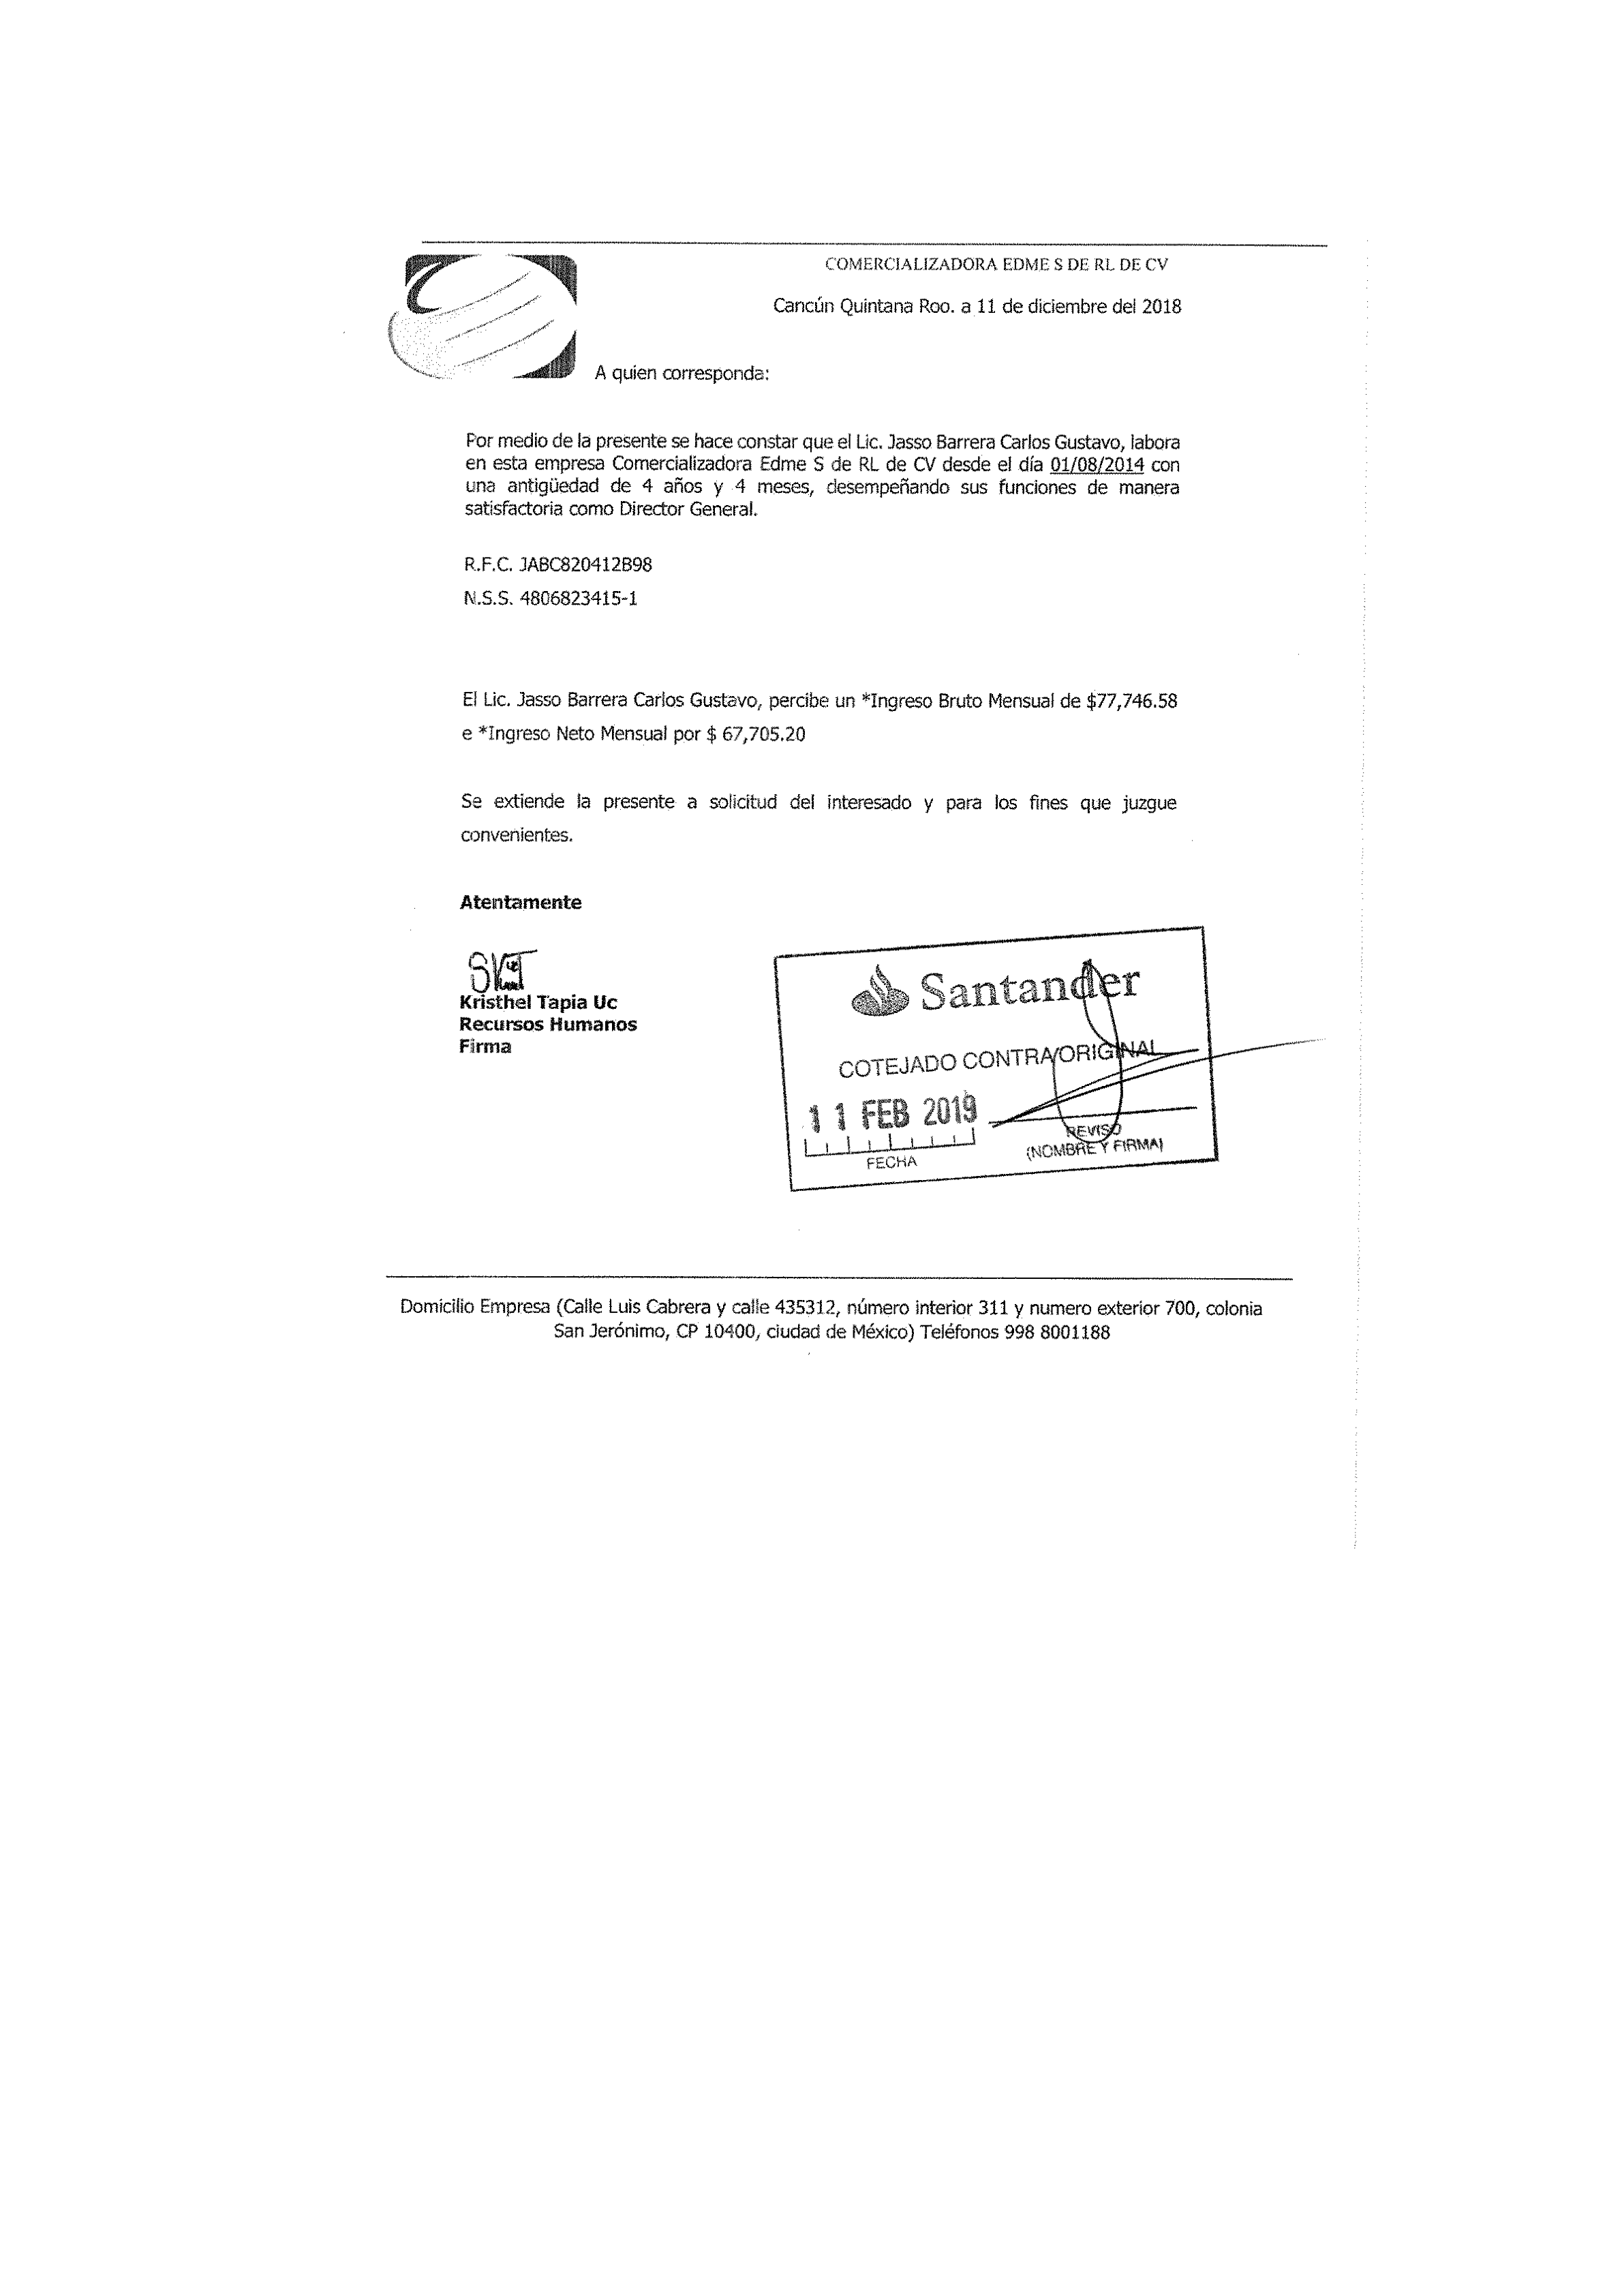 COMERCIALIZADORA EDME S DE RL DE CV
Cancún Quintana Roo. a 11 de diciembre del 2018
A quien corresponda:
Por medio de la presente se hace constar que el Lic. Jasso Barrera Carlos Gustavo, labora
en esta empresa Comercializadora Edme S de RL de CV desde el día 01/08/2014 con
una antigüedad de 4 años y 4 meses, desempeñando sus funciones de manera
satisfactoria como Director General.
R.F.C. JABC820412B98
N.S.S. 4806823415-1
El Lic. Jasso Barrera Carlos Gustavo, percibe un *Ingreso Bruto Mensual de $77,746.58
e *Ingreso Neto Mensual por $ 67,705.20
Se extiende la presente a solicitud del interesado y para los fines que juzgue
convenientes.
Atentamente
SKT
Kristhel Tapia Uc
Recursos Humanos
Firma
Santander
COTEJADO CONTRA ORIGINAL
11 FEB 2019
FECHA
REVISO
(NOMBRE Y FIRMA)
Domicilio Empresa (Calle Luis Cabrera y calle 435312, número interior 311 y numero exterior 700, colonia
San Jerónimo, CP 10400, ciudad de México) Teléfonos 998 8001188